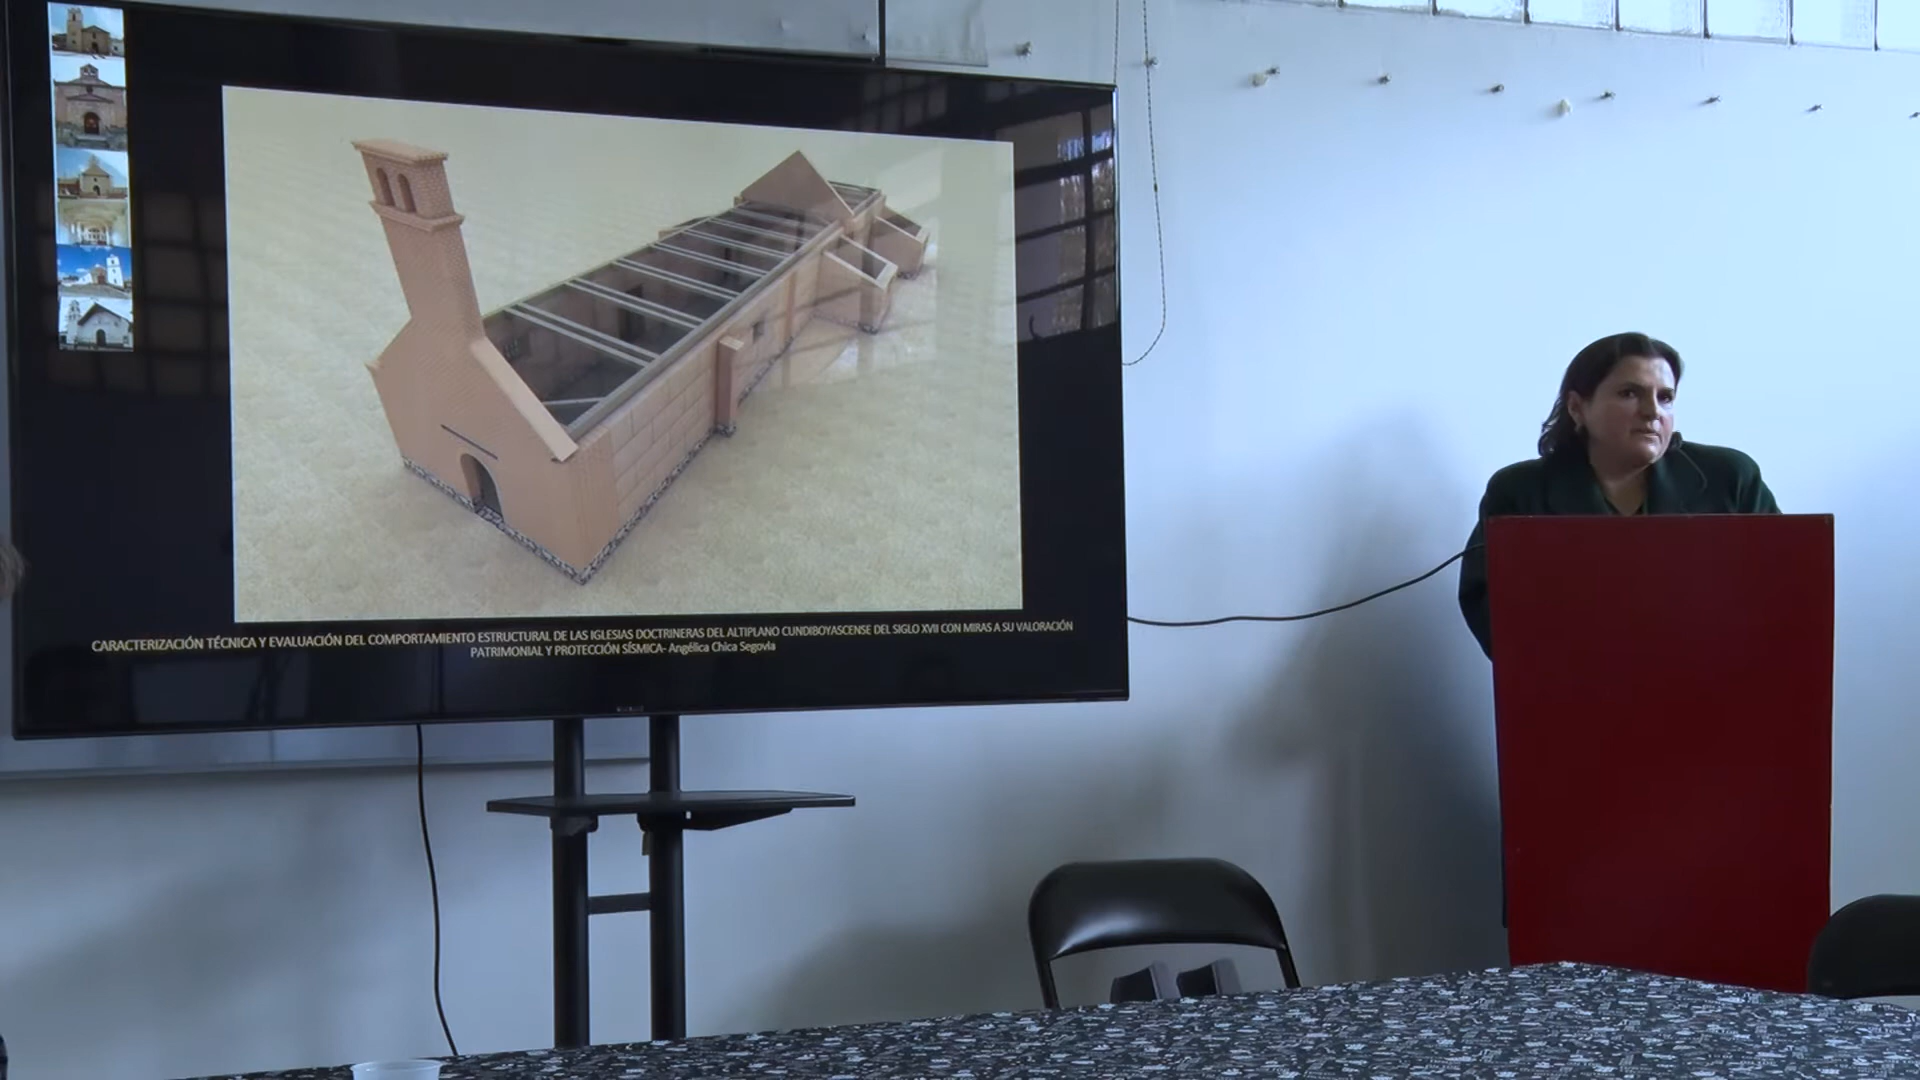 CARACTERIZACIÓN TÉCNICA Y EVALUACIÓN DEL COMPORTAMIENTO ESTRUCTURAL DE LAS IGLESIAS DOCTRINERAS DEL ALTIPLANO CUNDIBOYASCENSE DEL SIGLO XVII CON MIRAS A SU VALORACIÓN
PATRIMONIAL Y PROTECCIÓN SÍSMICA- Angélica Chica Segovia